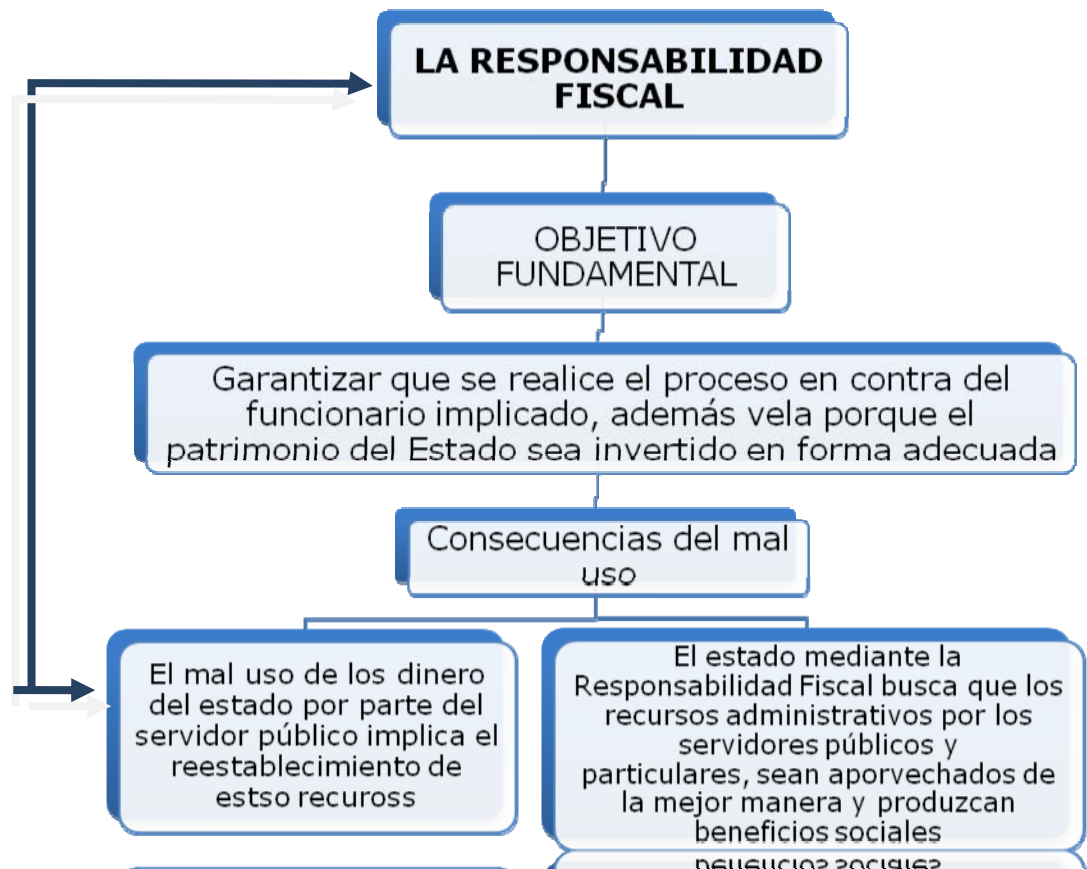 LA RESPONSABILIDAD
FISCAL
OBJETIVO
FUNDAMENTAL
Garantizar que se realice el proceso en contra del
funcionario implicado, además vela porque el
patrimonio del Estado sea invertido en forma adecuada
Consecuencias del mal
uso
El mal uso de los dinero
del estado por parte del
servidor público implica el
reestablecimiento de
estso recuross
El estado mediante la
Responsabilidad Fiscal busca que los
recursos administrativos por los
servidores públicos y
particulares, sean aporvechados de
la mejor manera y produzcan
beneficios sociales